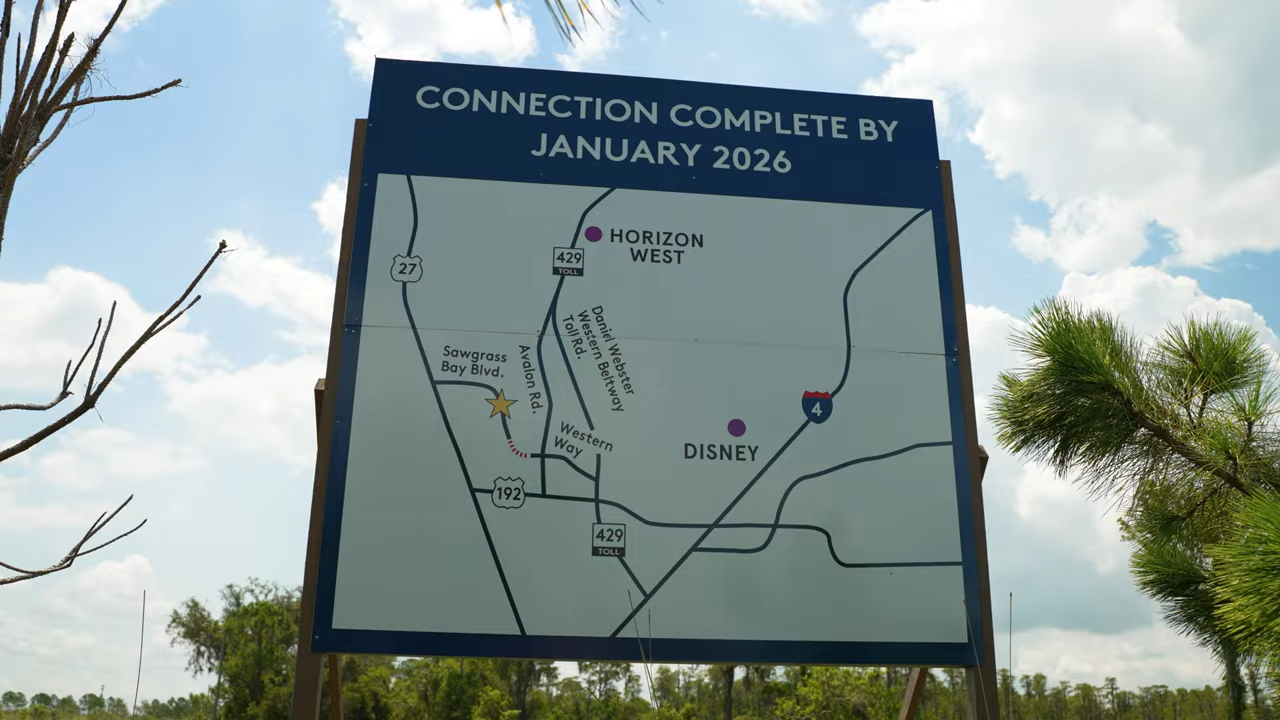 CONNECTION COMPLETE BY
JANUARY 2026
27
429
TOLL
HORIZON
WEST
Daniel Webster
Western Beltway
Toll Rd.
Sawgrass
Bay Blvd.
Avalon Rd.
4
DISNEY
Western
Way
192
429
TOLL